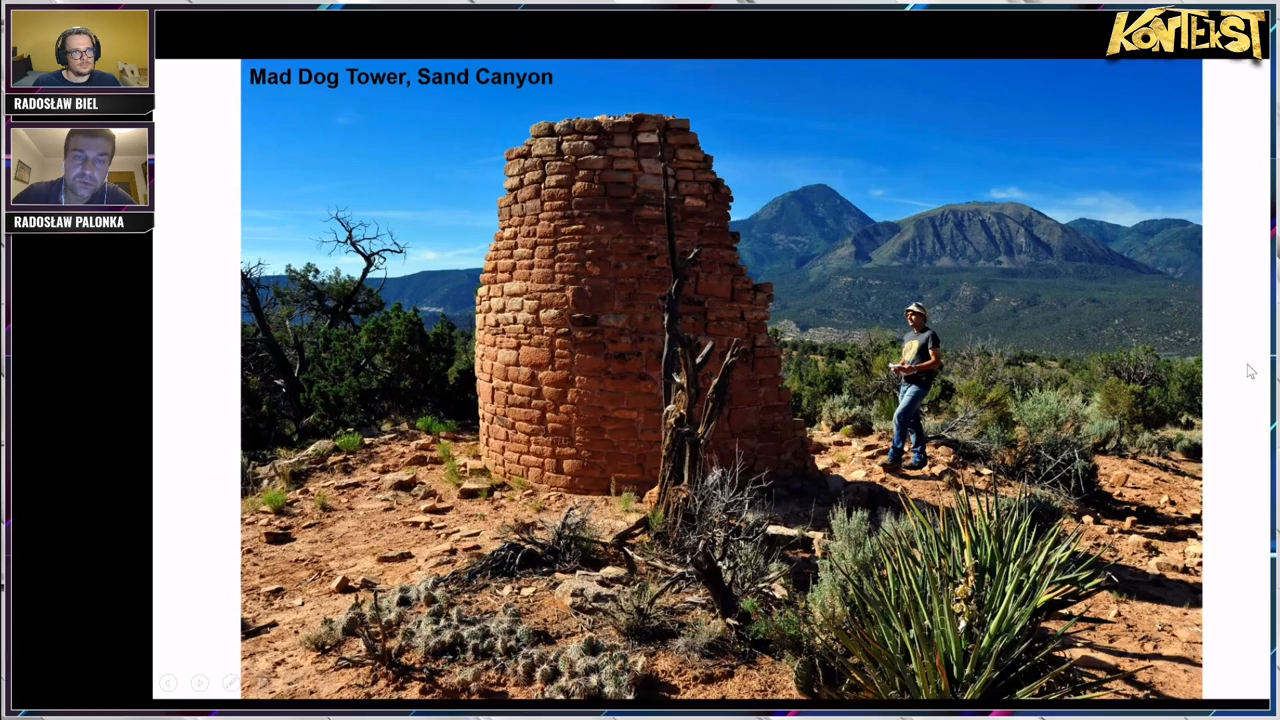 KONTEKST
Mad Dog Tower, Sand Canyon
RADOSŁAW BIEL
RADOSŁAW PALONKA